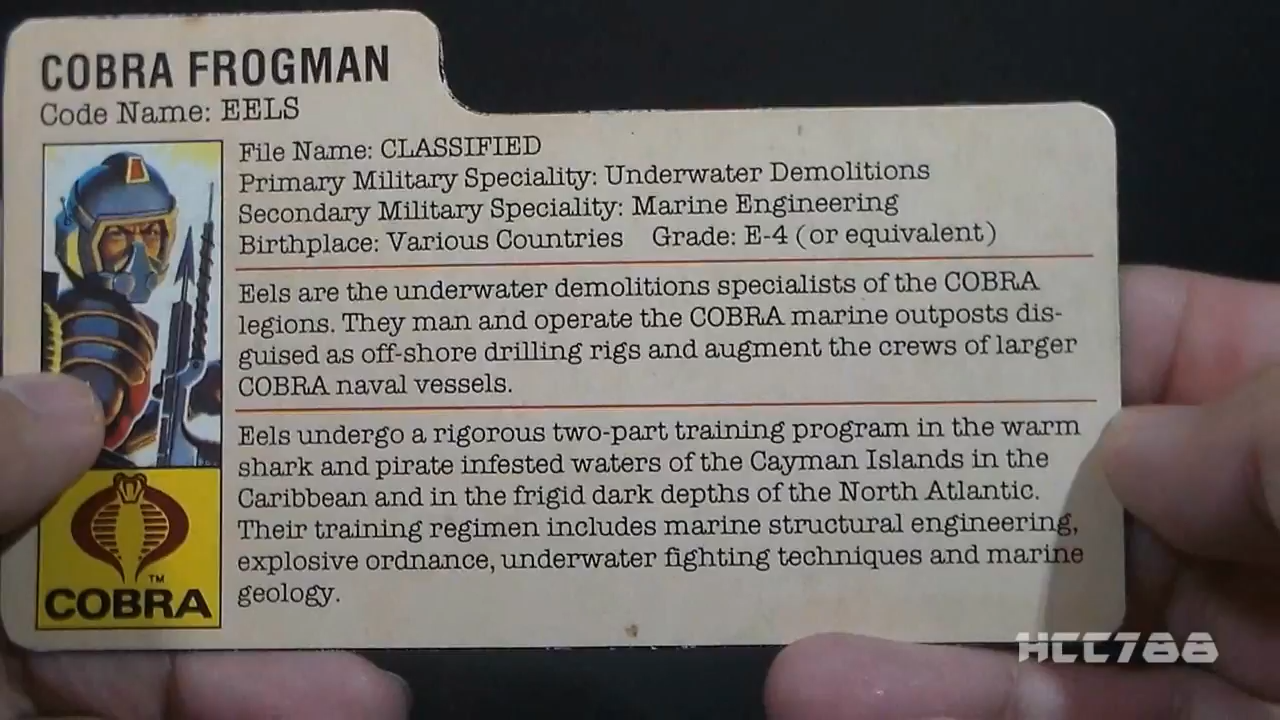 COBRA FROGMAN
Code Name: EELS
File Name: CLASSIFIED
Primary Military Speciality: Underwater Demolitions
Secondary Military Speciality: Marine Engineering
Birthplace: Various Countries Grade: E-4 (or equivalent)
Eels are the underwater demolitions specialists of the COBRA
legions. They man and operate the COBRA marine outposts dis-
guised as off-shore drilling rigs and augment the crews of larger
COBRA naval vessels.
Eels undergo a rigorous two-part training program in the warm
shark and pirate infested waters of the Cayman Islands in the
Caribbean and in the frigid dark depths of the North Atlantic.
Their training regimen includes marine structural engineering,
explosive ordnance, underwater fighting techniques and marine
geology.
TM
COBRA
HCC788